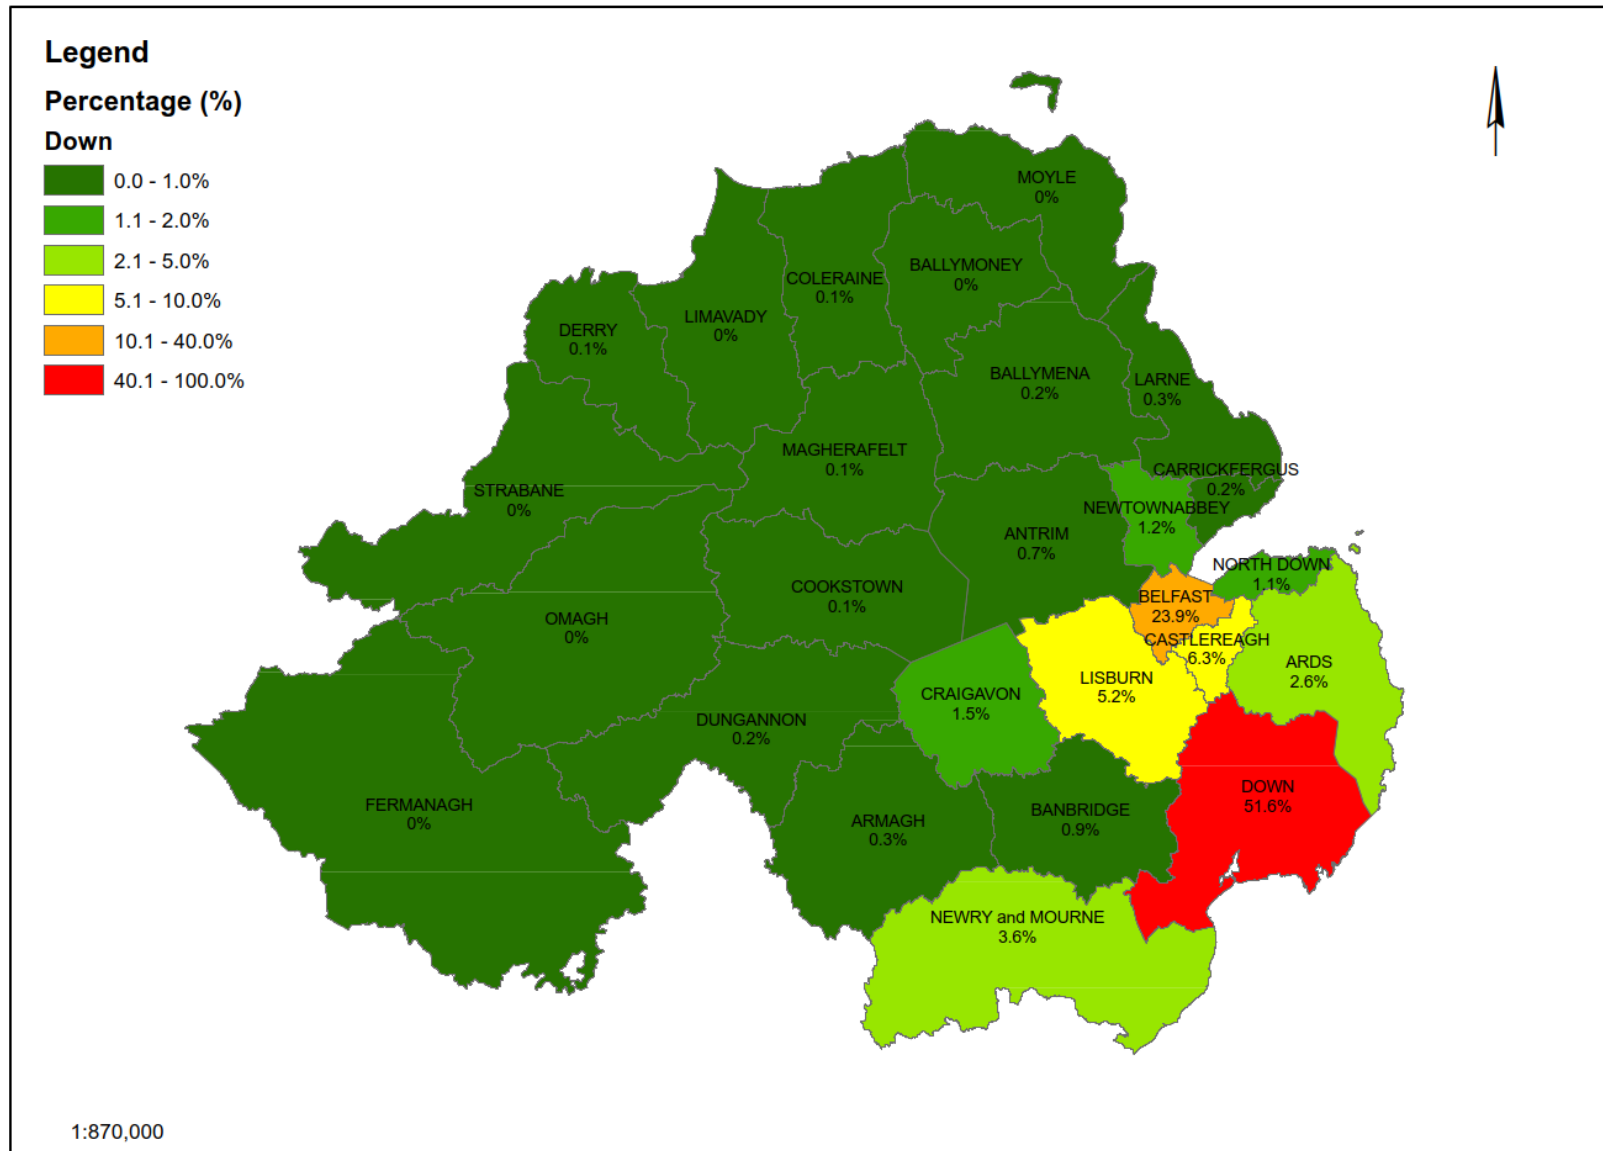 Legend
Percentage (%)
Down
0.0 - 1.0%
1.1 - 2.0%
2.1 - 5.0%
5.1 - 10.0%
10.1 - 40.0%
40.1 - 100.0%
MOYLE
0%
BALLYMONEY
0%
COLERAINE
0.1%
LIMAVADY
0%
DERRY
0.1%
BALLYMENA
0.2%
LARNE
0.3%
MAGHERAFELT
0.1%
CARRICKFERGUS
0.2%
STRABANE
0%
NEWTOWNABBEY
1.2%
ANTRIM
0.7%
NORTH DOWN
1.1%
COOKSTOWN
0.1%
BELFAST
23.9%
OMAGH
0%
CASTLEREAGH
6.3%
ARDS
2.6%
LISBURN
5.2%
CRAIGAVON
1.5%
DUNGANNON
0.2%
DOWN
51.6%
FERMANAGH
0%
BANBRIDGE
0.9%
ARMAGH
0.3%
NEWRY and MOURNE
3.6%
1:870,000